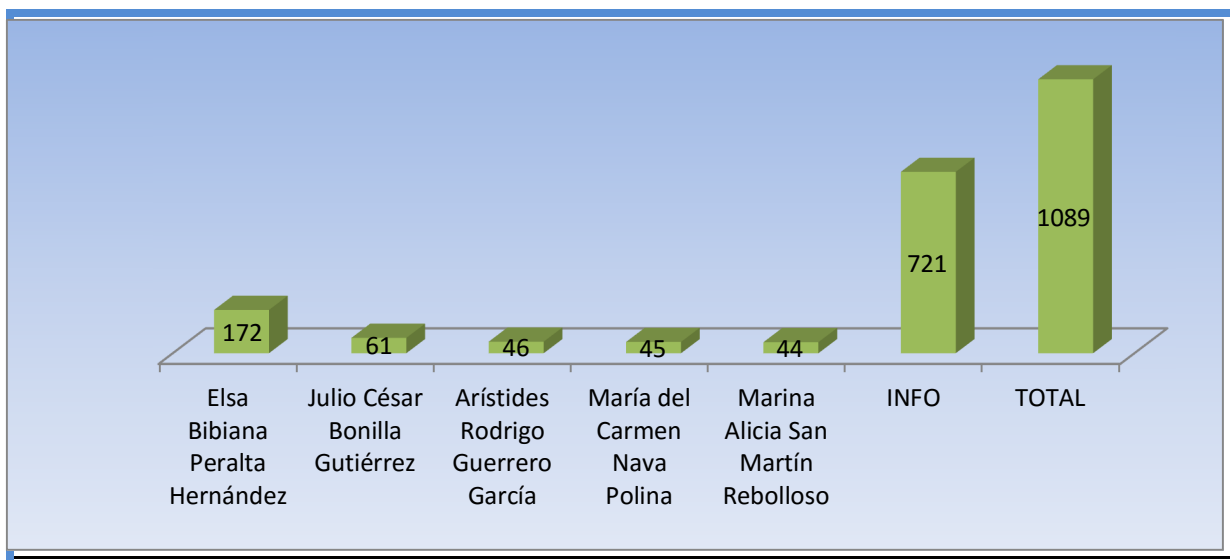 1089
721
172
61
46
45
44
Elsa
Bibiana
Peralta
Hernández
Julio César
Bonilla
Gutiérrez
Arístides
Rodrigo
Guerrero
García
María del
Carmen
Nava
Polina
Marina
Alicia San
Martín
Rebolloso
INFO
TOTAL